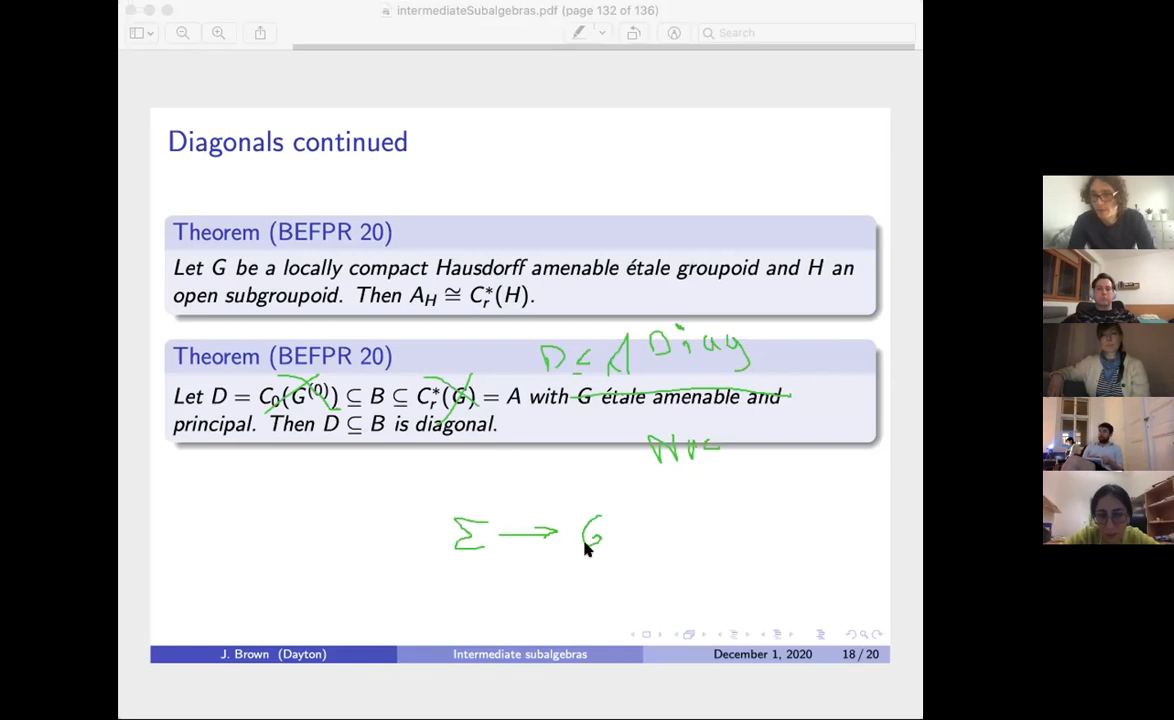 intermediateSubalgebras.pdf (page 132 of 136)
Search
Diagonals continued
Theorem (BEFPR 20)
Let G be a locally compact Hausdorff amenable étale groupoid and H an
open subgroupoid. Then A_H ≅ C*_r(H).
Theorem (BEFPR 20)
D ⊆ A Diag
Let D = C₀(G⁽⁰⁾) ⊆ B ⊆ C*_r(G) = A with G étale amenable and
principal. Then D ⊆ B is diagonal.
Nuc
Σ → G
J. Brown (Dayton)
Intermediate subalgebras
December 1, 2020
18 / 20